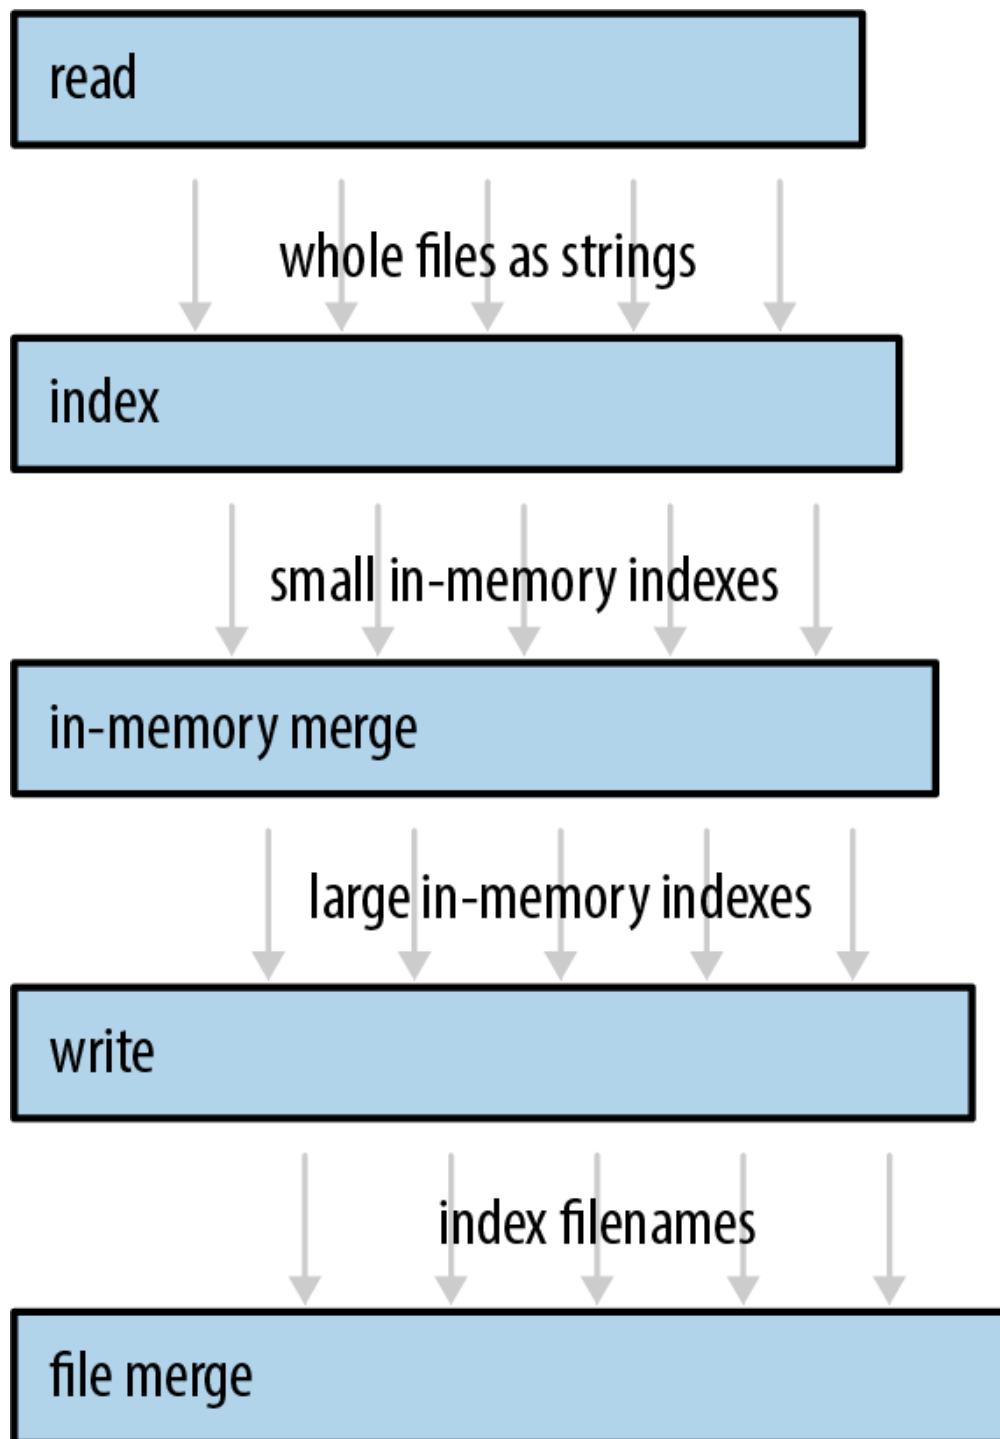 read
whole files as strings
index
small in-memory indexes
in-memory merge
large in-memory indexes
write
index filenames
file merge